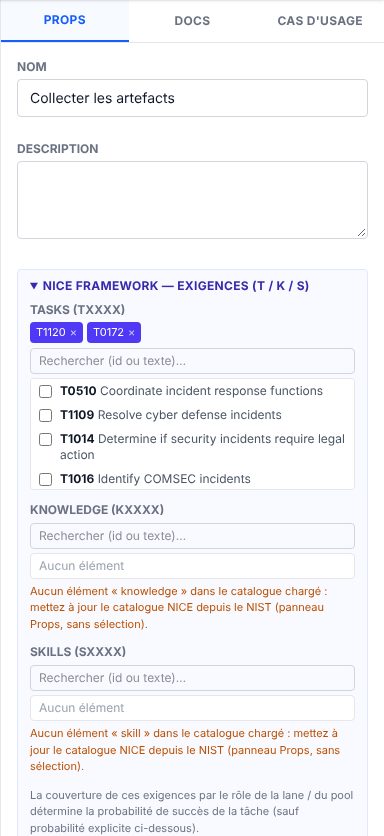 PROPS DOCS CAS D'USAGE
NOM
Collecter les artefacts
DESCRIPTION
▼ NICE FRAMEWORK — EXIGENCES (T / K / S)
TASKS (TXXXX)
T1120 × T0172 ×
Rechercher (id ou texte)...
T0510 Coordinate incident response functions
T1109 Resolve cyber defense incidents
T1014 Determine if security incidents require legal
action
T1016 Identify COMSEC incidents
KNOWLEDGE (KXXXX)
Rechercher (id ou texte)...
Aucun élément
Aucun élément « knowledge » dans le catalogue chargé :
mettez à jour le catalogue NICE depuis le NIST (panneau
Props, sans sélection).
SKILLS (SXXXX)
Rechercher (id ou texte)...
Aucun élément
Aucun élément « skill » dans le catalogue chargé : mettez à
jour le catalogue NICE depuis le NIST (panneau Props, sans
sélection).
La couverture de ces exigences par le rôle de la lane / du pool
détermine la probabilité de succès de la tâche (sauf
probabilité explicite ci-dessous).